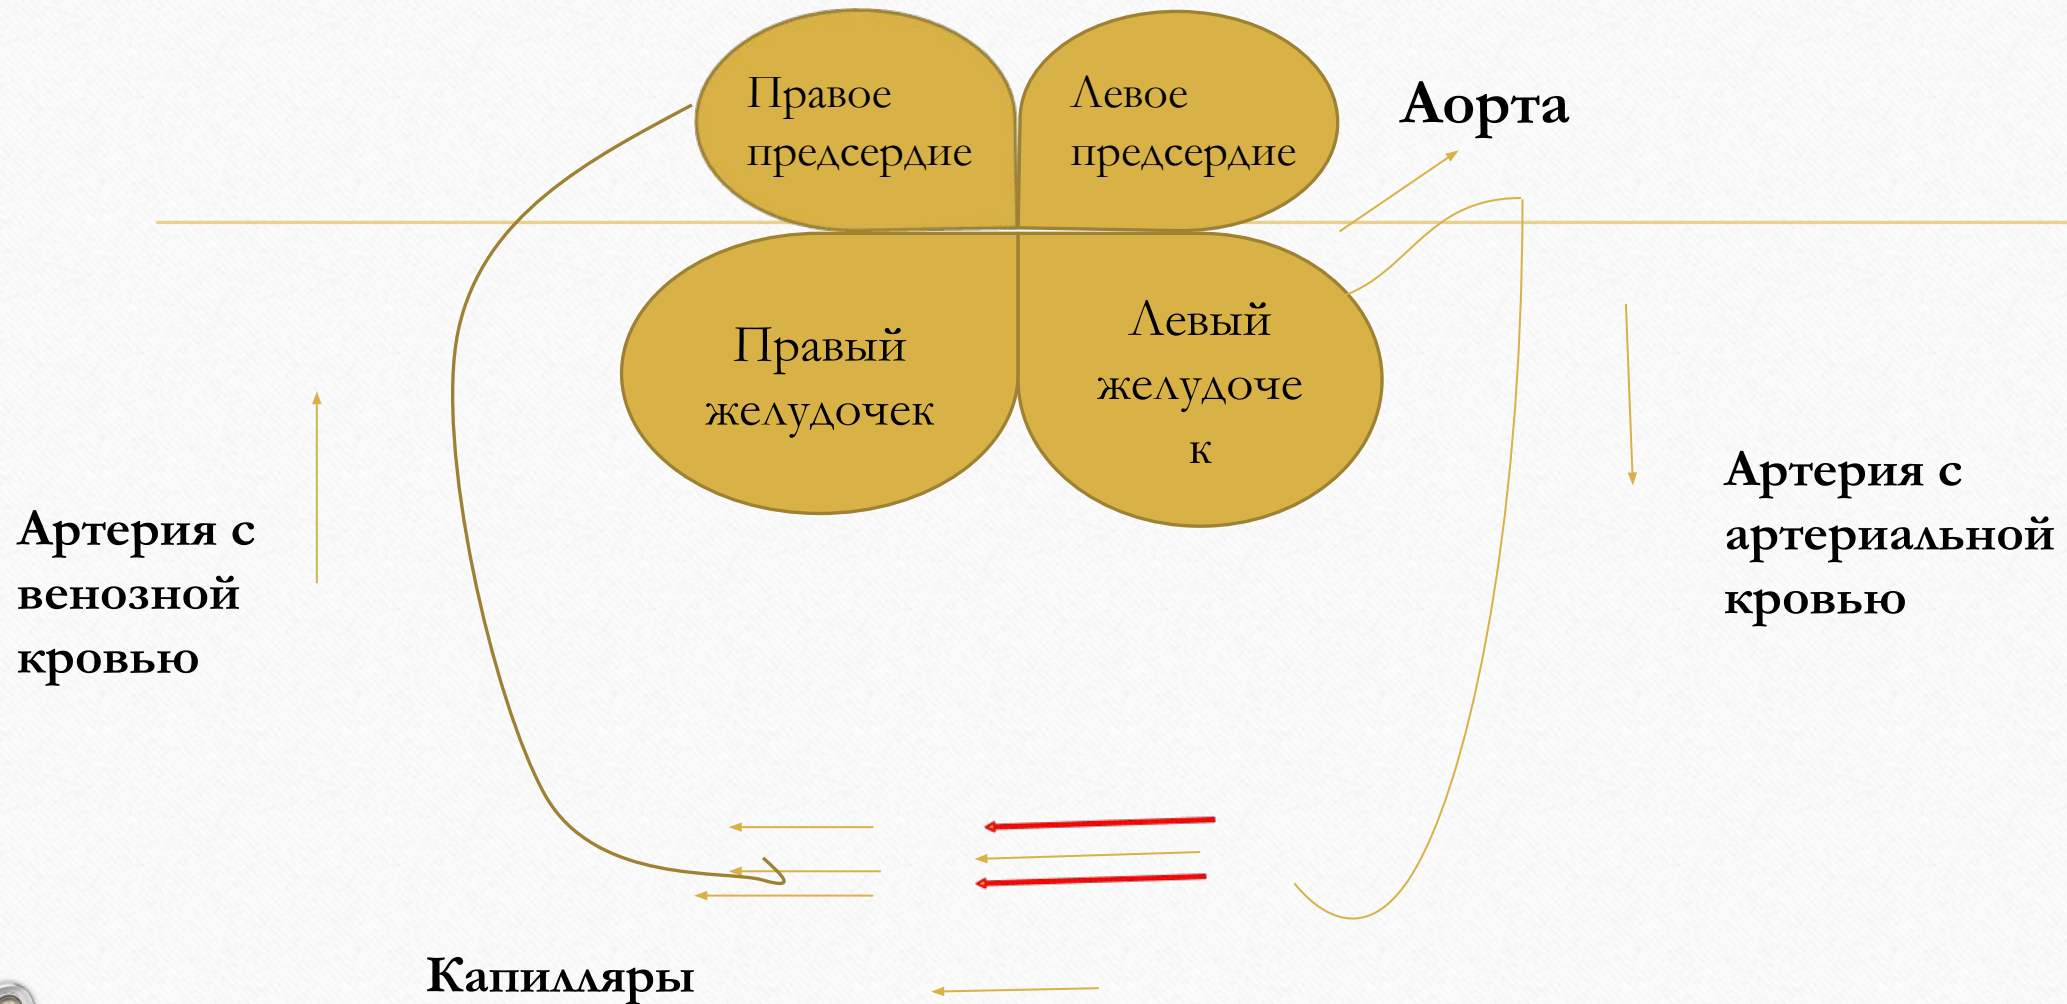 Правое
предсердие
Левое
предсердие
Аорта
Правый
желудочек
Левый
желудоче
к
Артерия с
венозной
кровью
Артерия с
артериальной
кровью
Капилляры